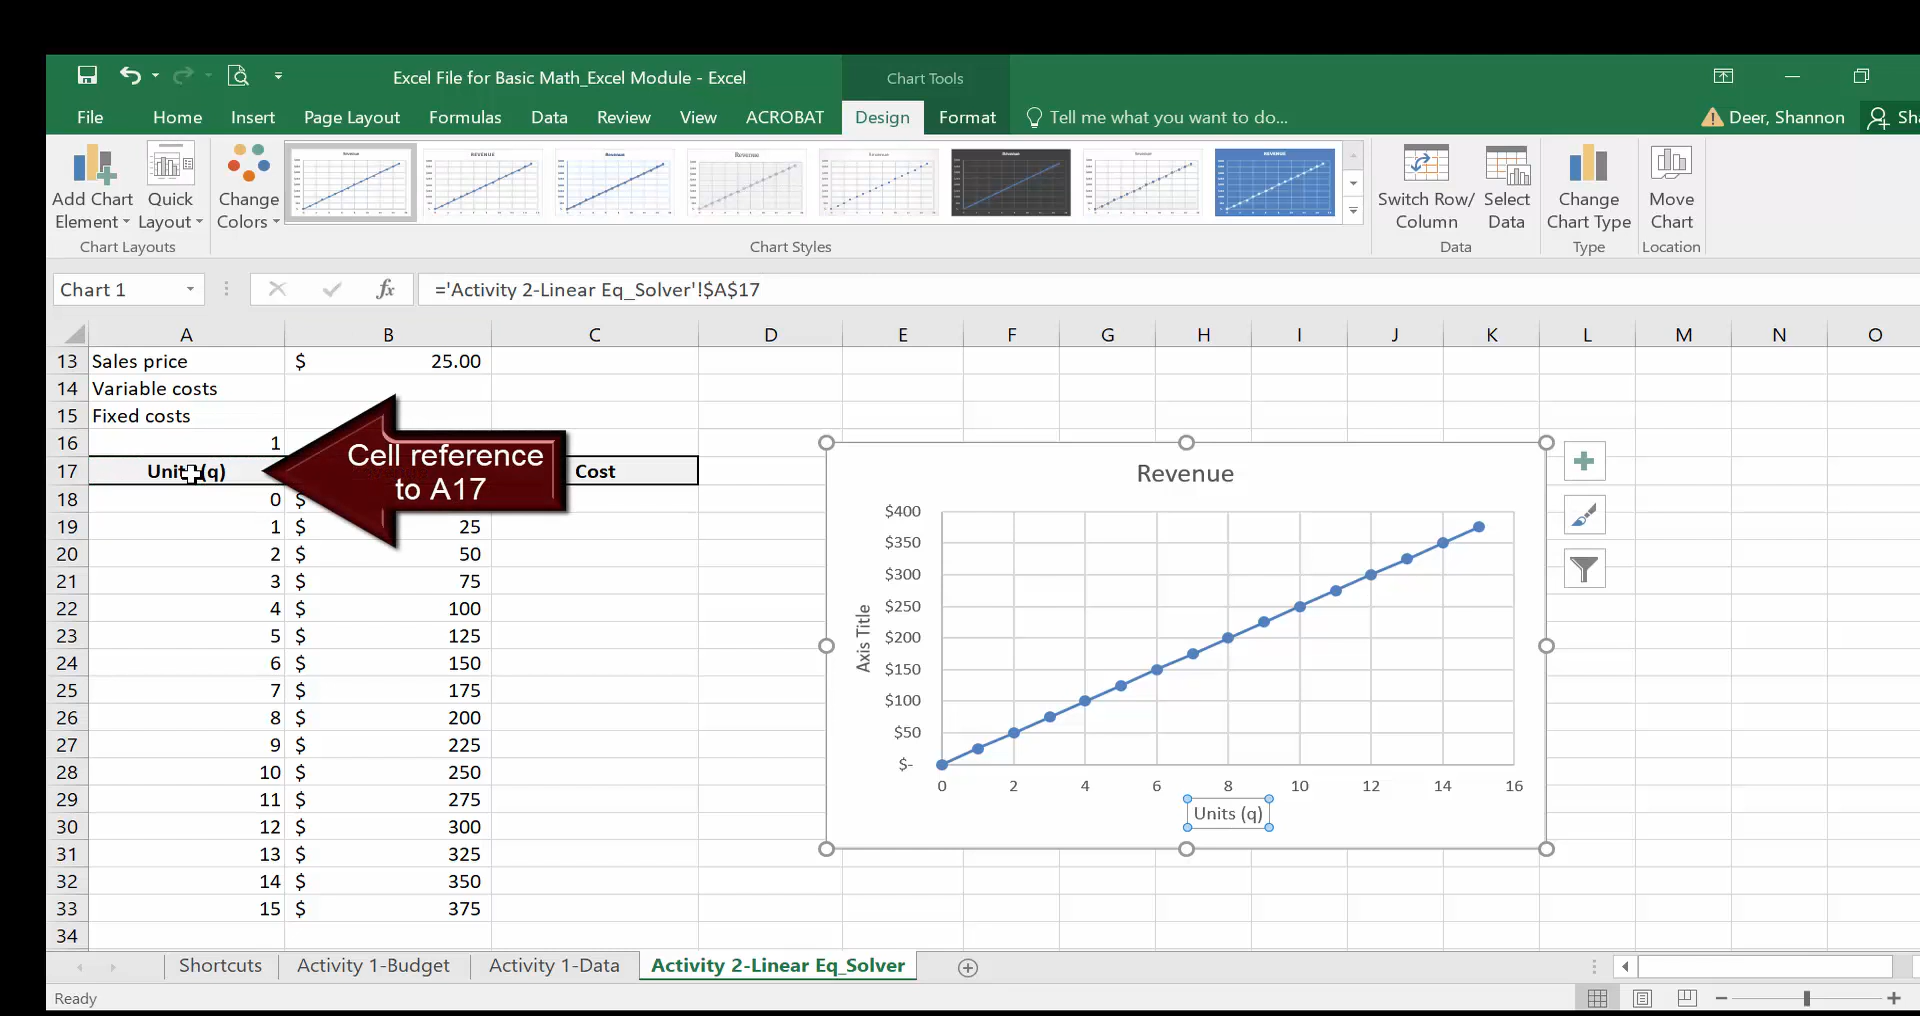 Excel File for Basic Math_Excel Module - Excel
Chart Tools
File Home Insert Page Layout Formulas Data Review View ACROBAT Design Format Tell me what you want to do... Deer, Shannon Sha
Add Chart Element
Quick Layout
Change Colors
Switch Row/ Column
Select Data
Change Chart Type
Move Chart
Chart Layouts
Chart Styles
Data
Type
Location
Chart 1
fx
='Activity 2-Linear Eq_Solver'!$A$17
A B C D E F G H I J K L M N O
13 Sales price $ 25.00
14 Variable costs
15 Fixed costs
16 1
17 Units (q) Cost
Cell reference
to A17
18 0 $
19 1 $ 25
20 2 $ 50
21 3 $ 75
22 4 $ 100
23 5 $ 125
24 6 $ 150
25 7 $ 175
26 8 $ 200
27 9 $ 225
28 10 $ 250
29 11 $ 275
30 12 $ 300
31 13 $ 325
32 14 $ 350
33 15 $ 375
34
Revenue
$400
$350
$300
$250
$200
$150
$100
$50
$-
Axis Title
0 2 4 6 8 10 12 14 16
Units (q)
Shortcuts Activity 1-Budget Activity 1-Data Activity 2-Linear Eq_Solver
Ready